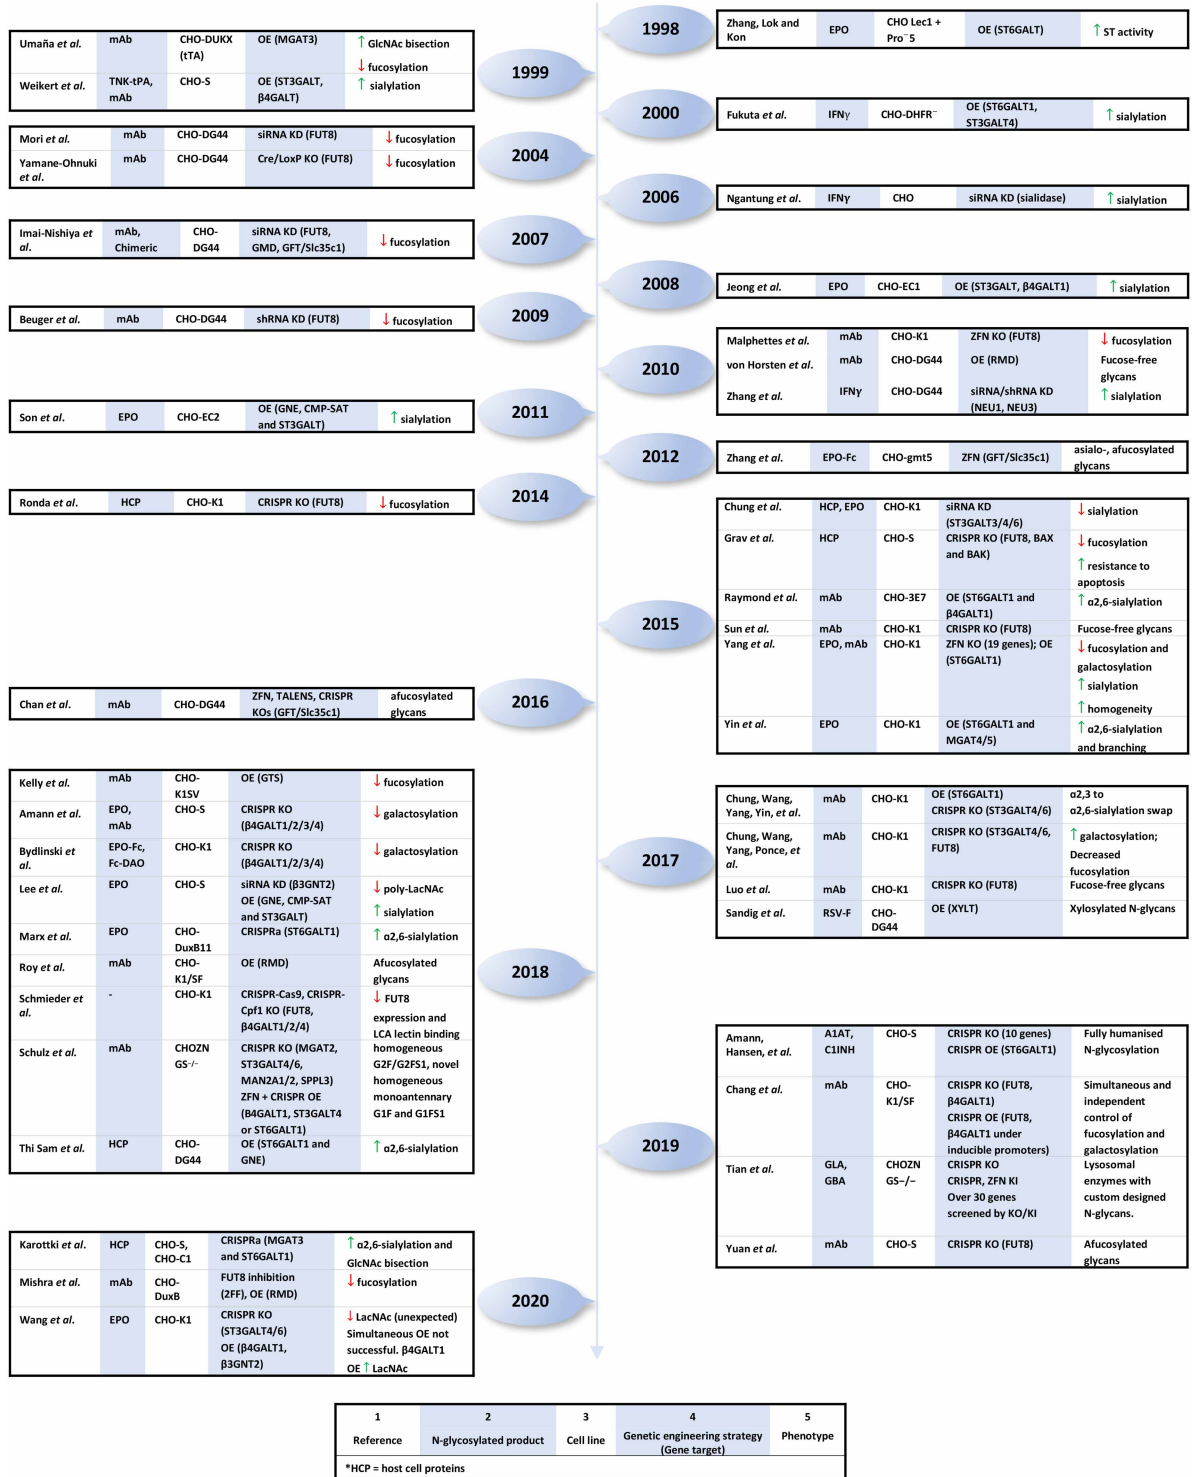 1998
Zhang, Lok and Kon EPO CHO Lec1 + Pro⁻5 OE (ST6GALT) ↑ ST activity
1999
Umaña et al. mAb CHO-DUKX (tTA) OE (MGAT3) ↑ GlcNAc bisection ↓ fucosylation
Weikert et al. TNK-tPA, mAb CHO-S OE (ST3GALT, β4GALT) ↑ sialylation
2000
Fukuta et al. IFNγ CHO-DHFR⁻ OE (ST6GALT1, ST3GALT4) ↑ sialylation
2004
Mori et al. mAb CHO-DG44 siRNA KD (FUT8) ↓ fucosylation
Yamane-Ohnuki et al. mAb CHO-DG44 Cre/LoxP KO (FUT8) ↓ fucosylation
2006
Ngantung et al. IFNγ CHO siRNA KD (sialidase) ↑ sialylation
2007
Imai-Nishiya et al. mAb, Chimeric CHO-DG44 siRNA KD (FUT8, GMD, GFT/Slc35c1) ↓ fucosylation
2008
Jeong et al. EPO CHO-EC1 OE (ST3GALT, β4GALT1) ↑ sialylation
2009
Beuger et al. mAb CHO-DG44 shRNA KD (FUT8) ↓ fucosylation
2010
Malphettes et al. mAb CHO-K1 ZFN KO (FUT8) ↓ fucosylation
von Horsten et al. mAb CHO-DG44 OE (RMD) Fucose-free glycans
Zhang et al. IFNγ CHO-DG44 siRNA/shRNA KD (NEU1, NEU3) ↑ sialylation
2011
Son et al. EPO CHO-EC2 OE (GNE, CMP-SAT and ST3GALT) ↑ sialylation
2012
Zhang et al. EPO-Fc CHO-gmt5 ZFN (GFT/Slc35c1) asialo-, afucosylated glycans
2014
Ronda et al. HCP CHO-K1 CRISPR KO (FUT8) ↓ fucosylation
2015
Chung et al. HCP, EPO CHO-K1 siRNA KD (ST3GALT3/4/6) ↓ sialylation
Grav et al. HCP CHO-S CRISPR KO (FUT8, BAX and BAK) ↓ fucosylation ↑ resistance to apoptosis
Raymond et al. mAb CHO-3E7 OE (ST6GALT1 and β4GALT1) ↑ α2,6-sialylation
Sun et al. mAb CHO-K1 CRISPR KO (FUT8) Fucose-free glycans
Yang et al. EPO, mAb CHO-K1 ZFN KO (19 genes); OE (ST6GALT1) ↓ fucosylation and galactosylation ↑ sialylation ↑ homogeneity
Yin et al. EPO CHO-K1 OE (ST6GALT1 and MGAT4/5) ↑ α2,6-sialylation and branching
2016
Chan et al. mAb CHO-DG44 ZFN, TALENS, CRISPR KOs (GFT/Slc35c1) afucosylated glycans
2017
Chung, Wang, Yang, Yin, et al. mAb CHO-K1 OE (ST6GALT1) CRISPR KO (ST3GALT4/6) α2,3 to α2,6-sialylation swap
Chung, Wang, Yang, Ponce, et al. mAb CHO-K1 CRISPR KO (ST3GALT4/6, FUT8) ↑ galactosylation; Decreased fucosylation
Luo et al. mAb CHO-K1 CRISPR KO (FUT8) Fucose-free glycans
Sandig et al. RSV-F CHO-DG44 OE (XYLT) Xylosylated N-glycans
2018
Kelly et al. mAb CHO-K1SV OE (GTS) ↓ fucosylation
Amann et al. EPO, mAb CHO-S CRISPR KO (β4GALT1/2/3/4) ↓ galactosylation
Bydlinski et al. EPO-Fc, Fc-DAO CHO-K1 CRISPR KO (β4GALT1/2/3/4) ↓ galactosylation
Lee et al. EPO CHO-S siRNA KD (β3GNT2) OE (GNE, CMP-SAT and ST3GALT) ↓ poly-LacNAc ↑ sialylation
Marx et al. EPO CHO-DuxB11 CRISPRa (ST6GALT1) ↑ α2,6-sialylation
Roy et al. mAb CHO-K1/SF OE (RMD) Afucosylated glycans
Schmieder et al. - CHO-K1 CRISPR-Cas9, CRISPR-Cpf1 KO (FUT8, β4GALT1/2/4) ↓ FUT8 expression and LCA lectin binding
Schulz et al. mAb CHOZN GS⁻/⁻ CRISPR KO (MGAT2, ST3GALT4/6, MAN2A1/2, SPPL3) ZFN + CRISPR OE (B4GALT1, ST3GALT4 or ST6GALT1) homogeneous G2F/G2FS1, novel homogeneous monoantennary G1F and G1FS1
Thi Sam et al. HCP CHO-DG44 OE (ST6GALT1 and GNE) ↑ α2,6-sialylation
2019
Amann, Hansen, et al. A1AT, C1INH CHO-S CRISPR KO (10 genes) CRISPR OE (ST6GALT1) Fully humanised N-glycosylation
Chang et al. mAb CHO-K1/SF CRISPR KO (FUT8, β4GALT1) CRISPR OE (FUT8, β4GALT1 under inducible promoters) Simultaneous and independent control of fucosylation and galactosylation
Tian et al. GLA, GBA CHOZN GS–/– CRISPR KO CRISPR, ZFN KI Over 30 genes screened by KO/KI Lysosomal enzymes with custom designed N-glycans.
Yuan et al. mAb CHO-S CRISPR KO (FUT8) Afucosylated glycans
2020
Karottki et al. HCP CHO-S, CHO-C1 CRISPRa (MGAT3 and ST6GALT1) ↑ α2,6-sialylation and GlcNAc bisection
Mishra et al. mAb CHO-DuxB FUT8 inhibition (2FF), OE (RMD) ↓ fucosylation
Wang et al. EPO CHO-K1 CRISPR KO (ST3GALT4/6) OE (β4GALT1, β3GNT2) ↓ LacNAc (unexpected) Simultaneous OE not successful. β4GALT1 OE ↑ LacNAc
1 2 3 4 5
Reference N-glycosylated product Cell line Genetic engineering strategy (Gene target) Phenotype
*HCP = host cell proteins